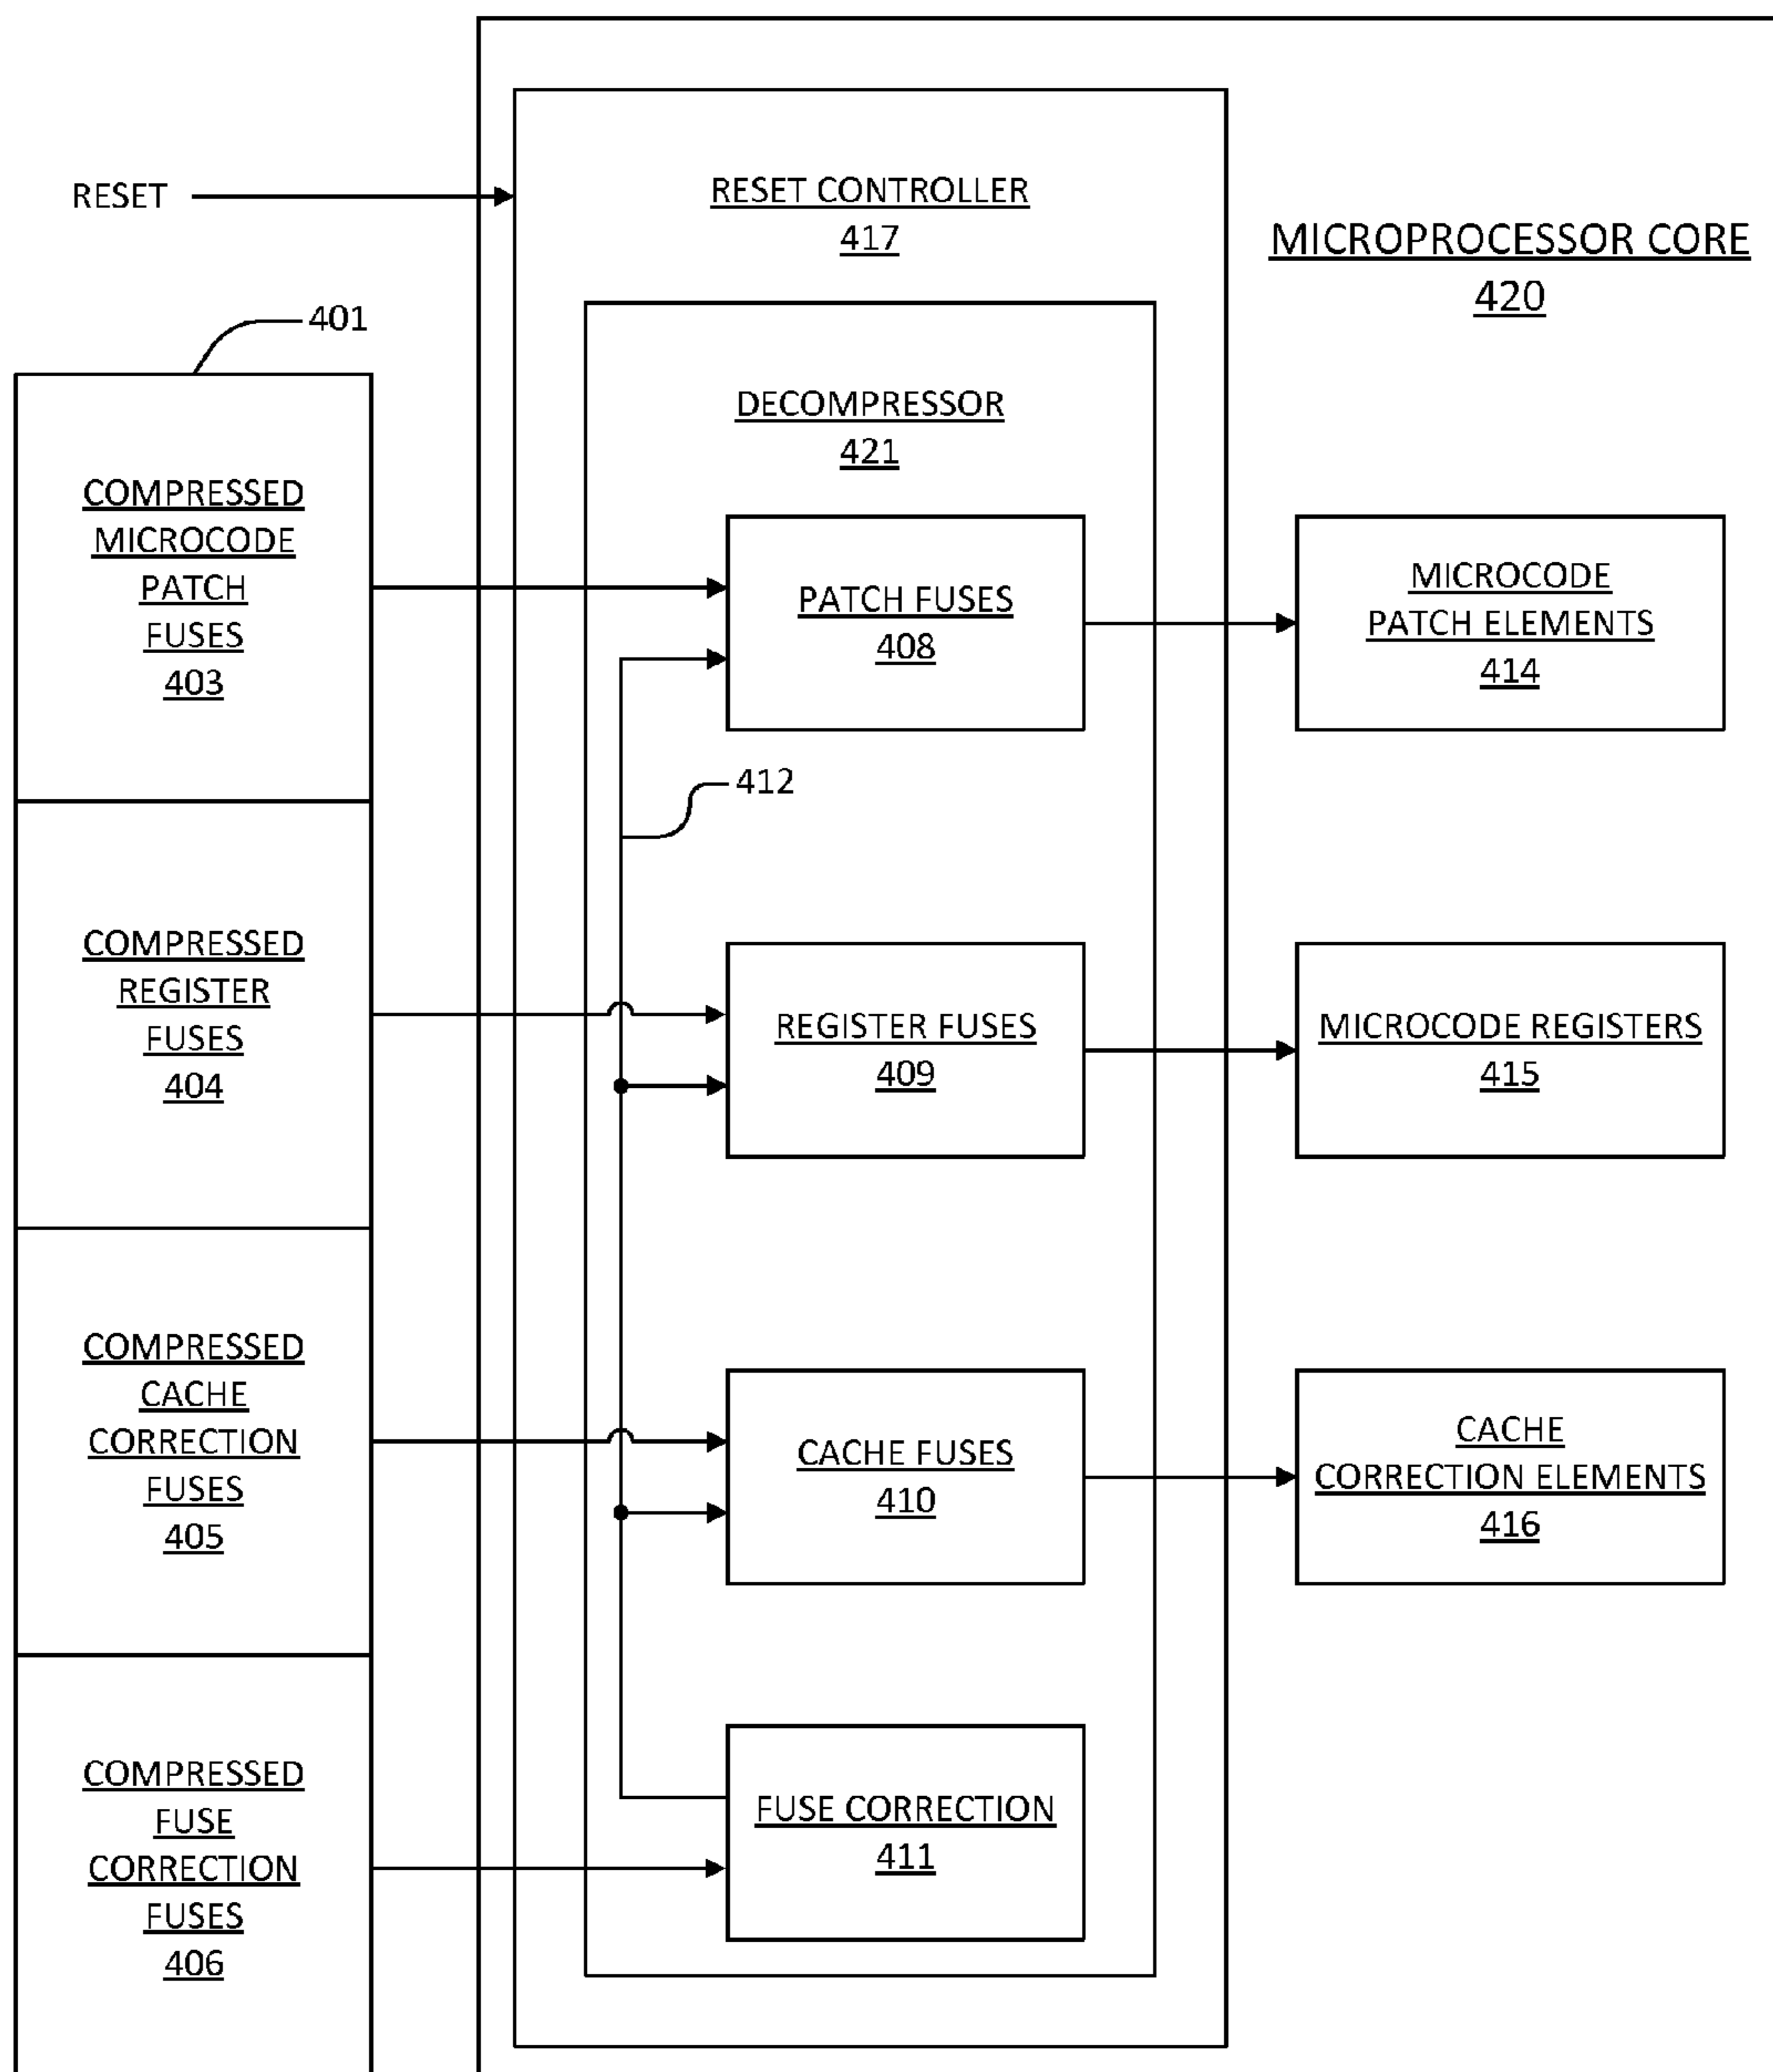 RESET
RESET CONTROLLER
417
MICROPROCESSOR CORE
420
401
DECOMPRESSOR
421
COMPRESSED
MICROCODE
PATCH
FUSES
403
PATCH FUSES
408
MICROCODE
PATCH ELEMENTS
414
412
COMPRESSED
REGISTER
FUSES
404
REGISTER FUSES
409
MICROCODE REGISTERS
415
COMPRESSED
CACHE
CORRECTION
FUSES
405
CACHE FUSES
410
CACHE
CORRECTION ELEMENTS
416
COMPRESSED
FUSE
CORRECTION
FUSES
406
FUSE CORRECTION
411